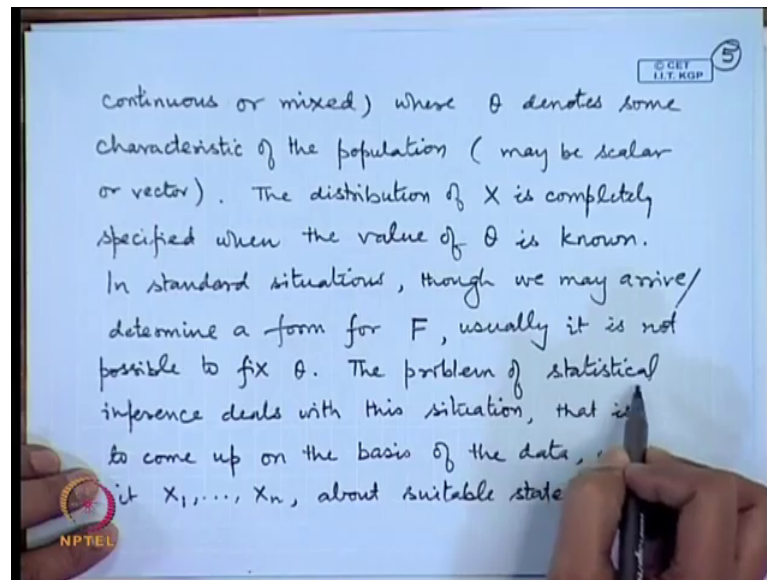 © CET
I.I.T. KGP
5
continuous or mixed) where θ denotes some
characteristic of the population ( may be scalar
or vector). The distribution of X is completely
specified when the value of θ is known.
In standard situations, though we may arrive/
determine a form for F, usually it is not
possible to fix θ. The problem of statistical
inference deals with this situation, that is
to come up on the basis of the data,
it X1, ..., Xn, about suitable state
NPTEL